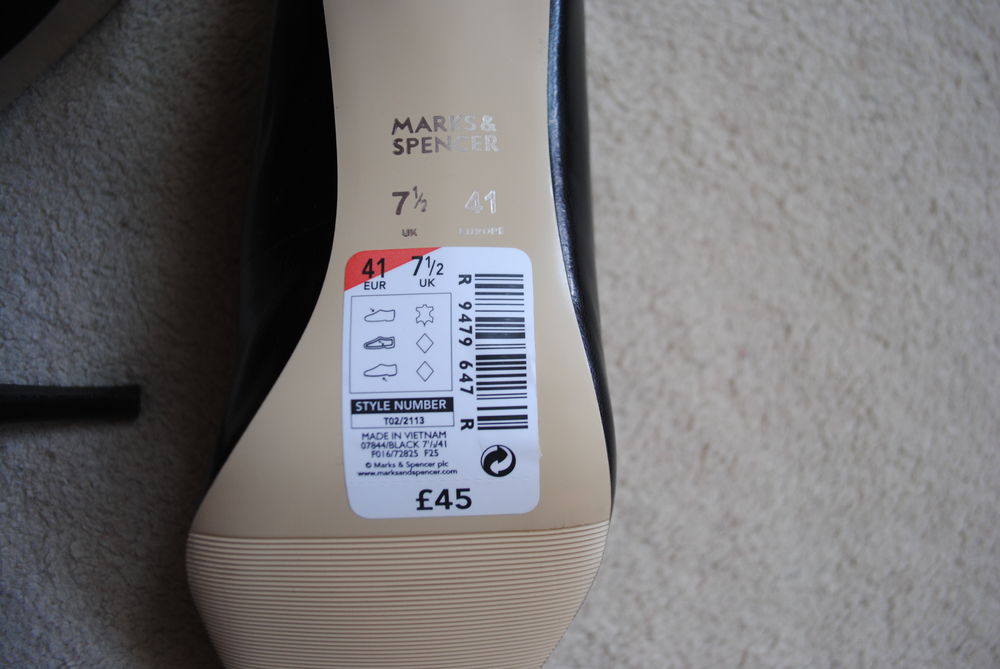 MARKS &
SPENCER
7½ 41
UK EUROPE
41 7½
EUR UK
R 9479 647 R
STYLE NUMBER
T02/2113
MADE IN VIETNAM
07844/BLACK 7½/41
F016/72825 F25
© Marks & Spencer plc
www.marksandspencer.com
£45